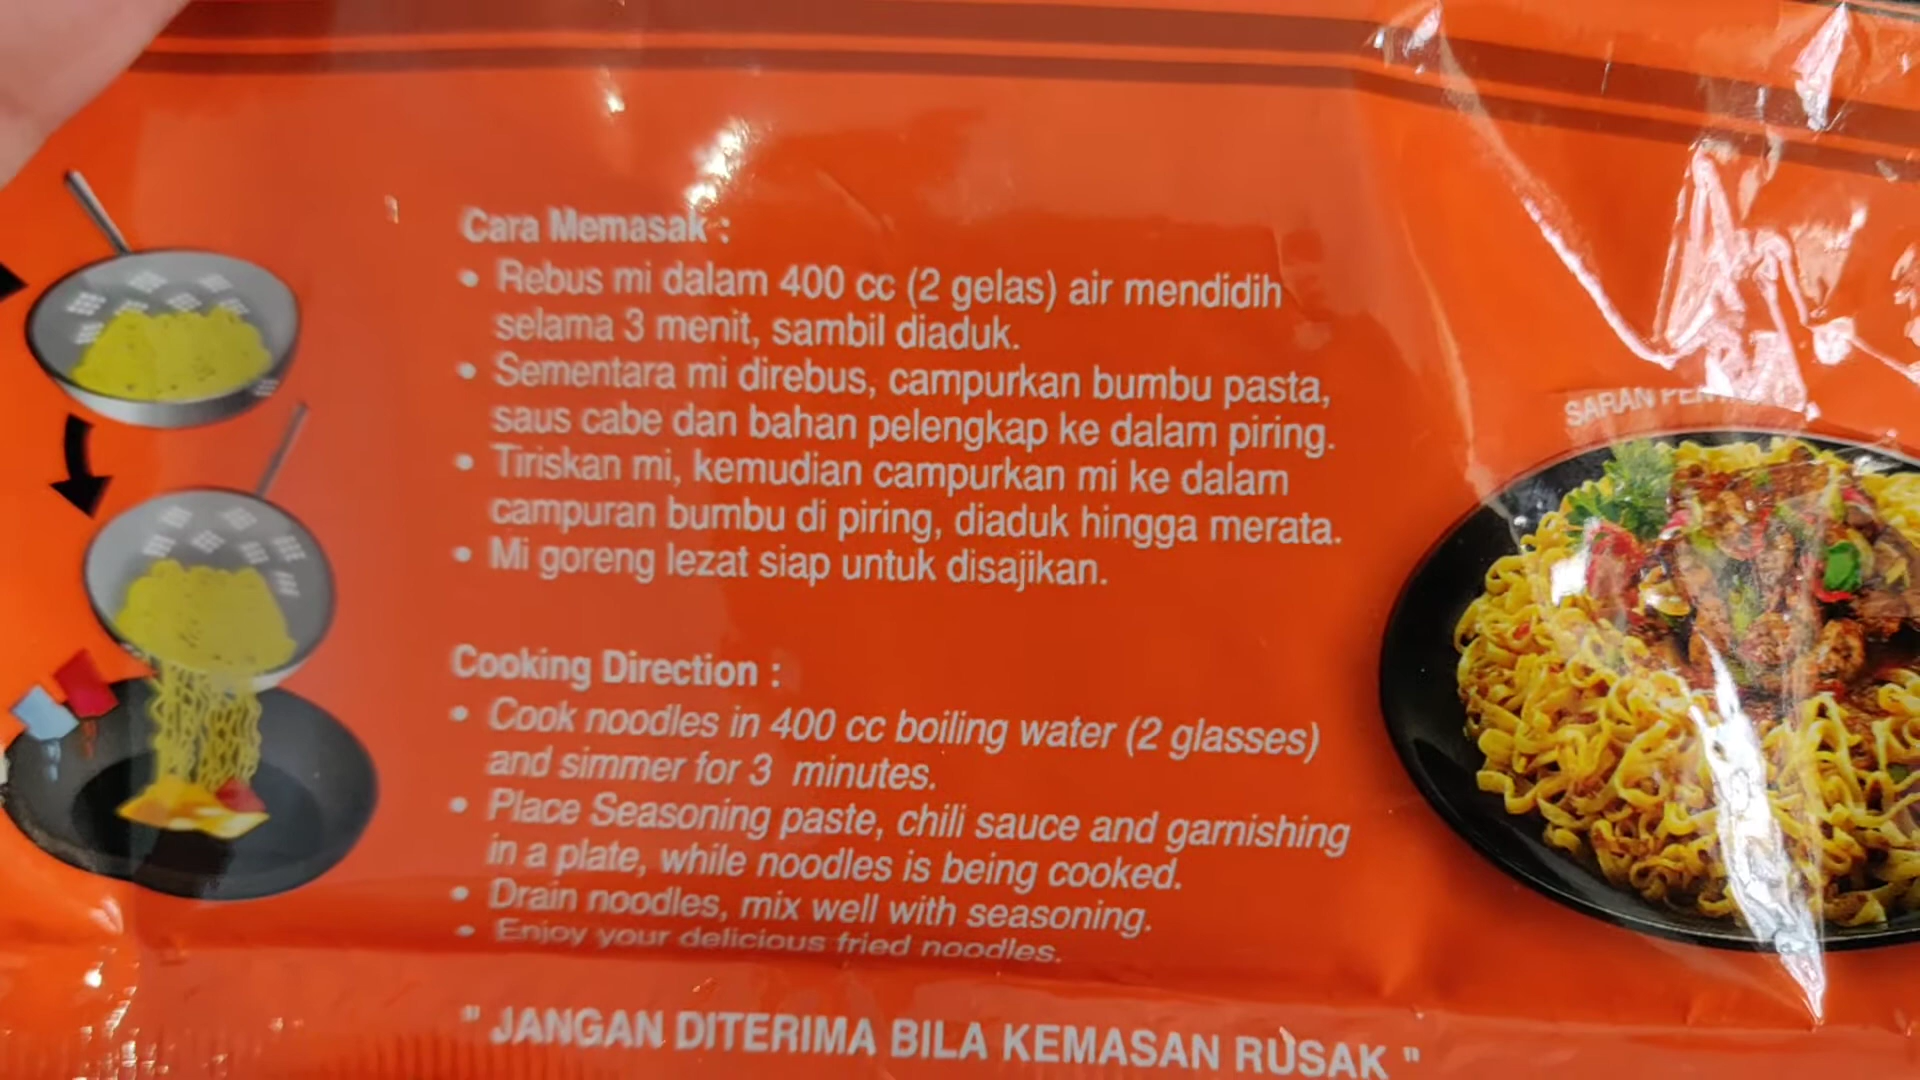 Cara Memasak :
• Rebus mi dalam 400 cc (2 gelas) air mendidih
selama 3 menit, sambil diaduk.
• Sementara mi direbus, campurkan bumbu pasta,
saus cabe dan bahan pelengkap ke dalam piring.
• Tiriskan mi, kemudian campurkan mi ke dalam
campuran bumbu di piring, diaduk hingga merata.
• Mi goreng lezat siap untuk disajikan.
SARAN
Cooking Direction :
• Cook noodles in 400 cc boiling water (2 glasses)
and simmer for 3 minutes.
• Place Seasoning paste, chili sauce and garnishing
in a plate, while noodles is being cooked.
• Drain noodles, mix well with seasoning.
• Enjoy your delicious fried noodles.
" JANGAN DITERIMA BILA KEMASAN RUSAK "